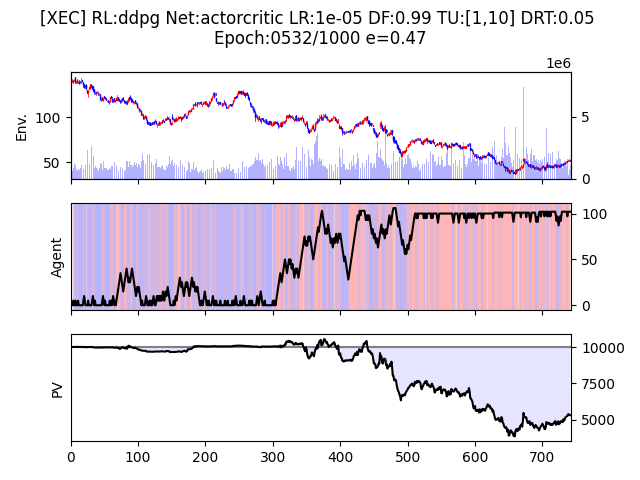 [XEC] RL:ddpg Net:actorcritic LR:1e-05 DF:0.99 TU:[1,10] DRT:0.05
Epoch:0532/1000 e=0.47
1e6
Env.
100
50
5
0
Agent
100
50
0
PV
10000
7500
5000
0 100 200 300 400 500 600 700